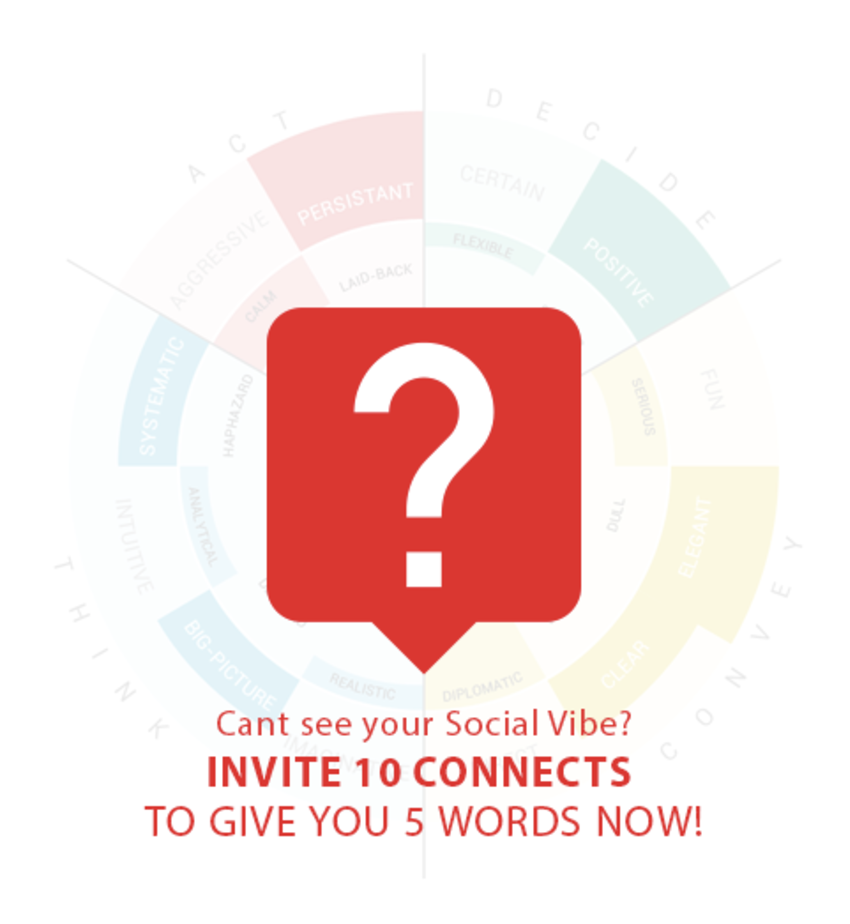 ACT
DECIDE
PERSISTANT
CERTAIN
AGGRESSIVE
FLEXIBLE
POSITIVE
LAID-BACK
CALM
SYSTEMATIC
HAPHAZARD
SERIOUS
FUN
?
ANALYTICAL
INTUITIVE
DULL
ELEGANT
THINK
CONVEY
BIG-PICTURE
CLEAR
REALISTIC
DIPLOMATIC
Cant see your Social Vibe?
INVITE 10 CONNECTS
TO GIVE YOU 5 WORDS NOW!